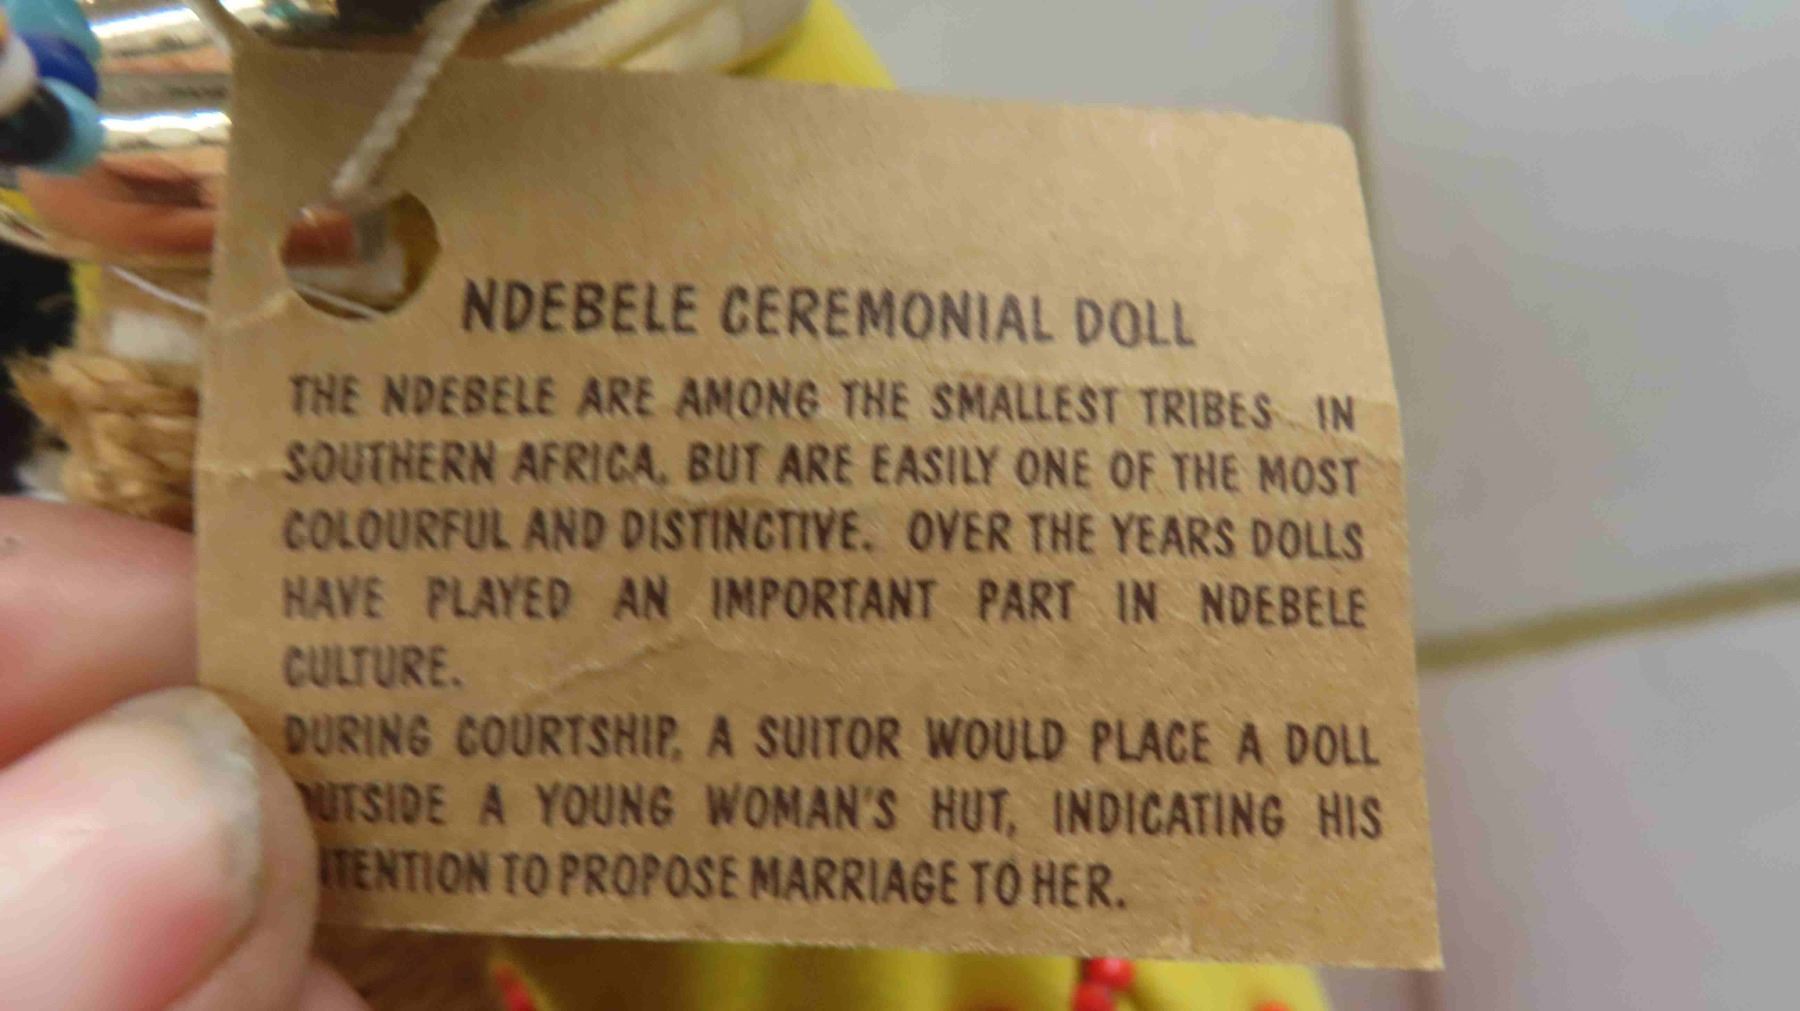 NDEBELE CEREMONIAL DOLL
THE NDEBELE ARE AMONG THE SMALLEST TRIBES IN
SOUTHERN AFRICA, BUT ARE EASILY ONE OF THE MOST
COLOURFUL AND DISTINCTIVE. OVER THE YEARS DOLLS
HAVE PLAYED AN IMPORTANT PART IN NDEBELE
CULTURE.
DURING COURTSHIP, A SUITOR WOULD PLACE A DOLL
OUTSIDE A YOUNG WOMAN'S HUT, INDICATING HIS
INTENTION TO PROPOSE MARRIAGE TO HER.